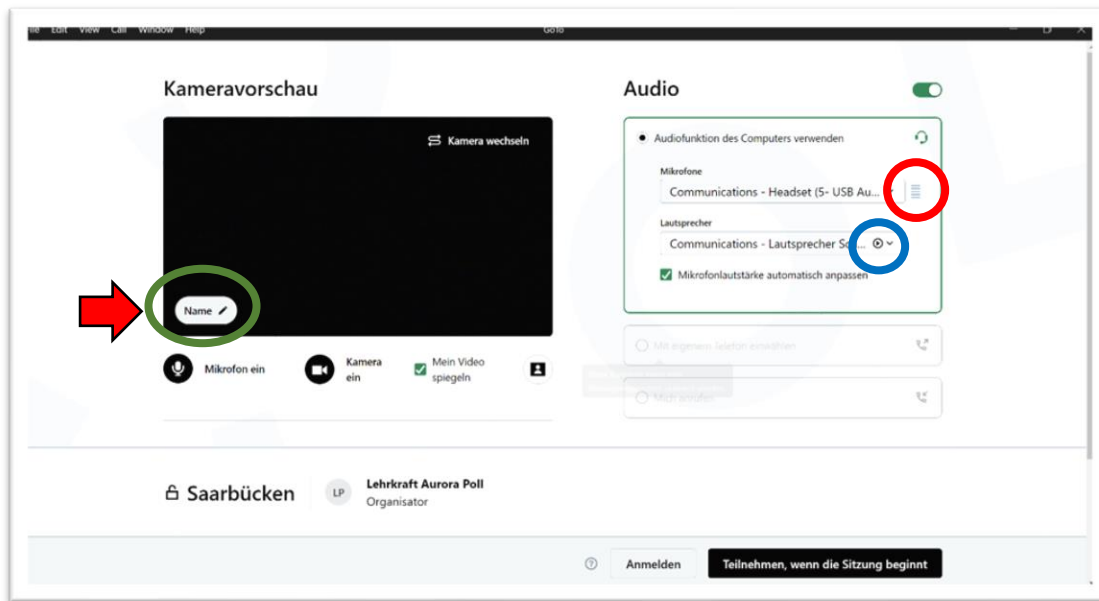 File Edit View Call Window Help
GoTo
Kameravorschau
Kamera wechseln
Name
Mikrofon ein
Kamera
ein
Mein Video
spiegeln
Audio
Audiofunktion des Computers verwenden
Mikrofone
Communications - Headset (5- USB Au...
Lautsprecher
Communications - Lautsprecher Sc...
Mikrofonlautstärke automatisch anpassen
Mit eigenem Telefon einwählen
Mich anrufen
Saarbücken
LP
Lehrkraft Aurora Poll
Organisator
Anmelden
Teilnehmen, wenn die Sitzung beginnt